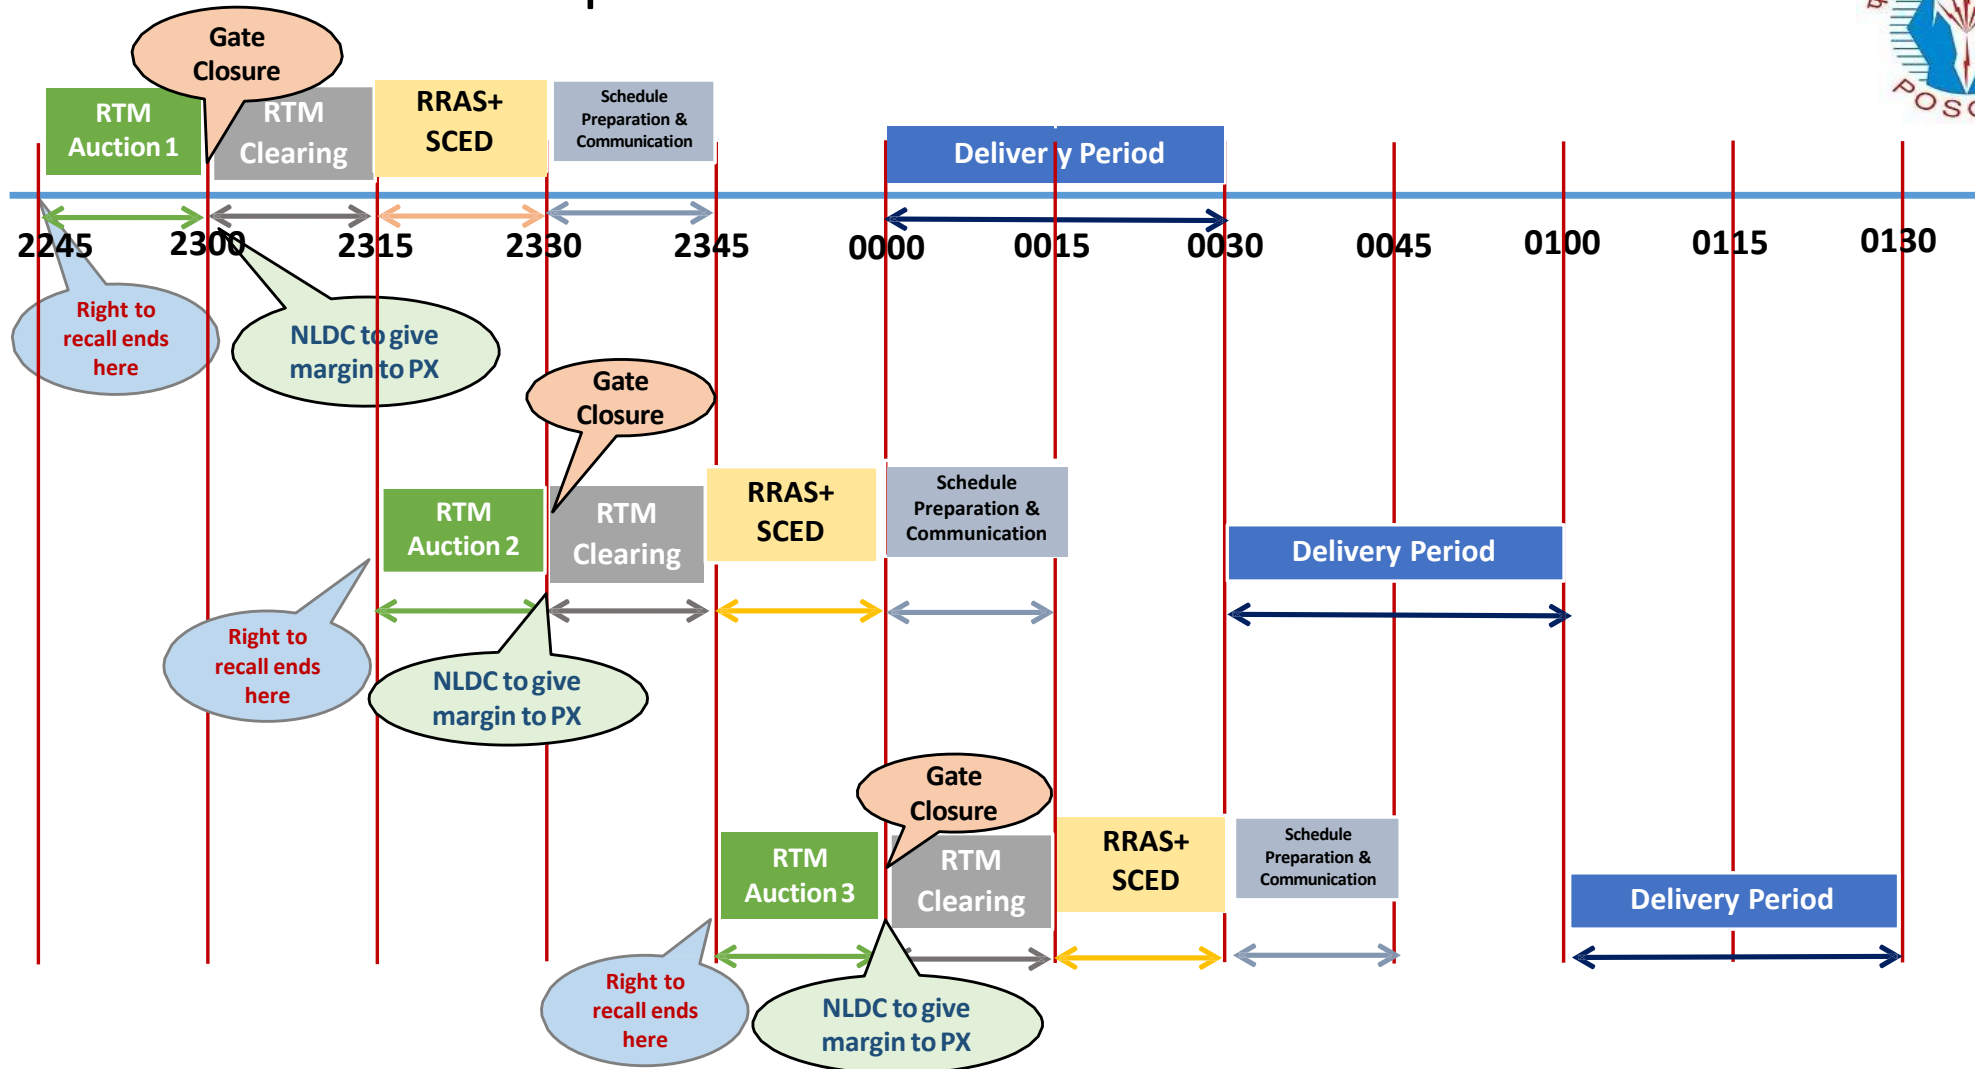 Gate
Closure
RTM
Auction 1
RTM
Clearing
RRAS+
SCED
Schedule
Preparation &
Communication
Delivery Period
2245
2300
2315
2330
2345
0000
0015
0030
0045
0100
0115
0130
Right to
recall ends
here
NLDC to give
margin to PX
Gate
Closure
RTM
Auction 2
RTM
Clearing
RRAS+
SCED
Schedule
Preparation &
Communication
Delivery Period
Right to
recall ends
here
NLDC to give
margin to PX
Gate
Closure
RTM
Auction 3
RTM
Clearing
RRAS+
SCED
Schedule
Preparation &
Communication
Delivery Period
Right to
recall ends
here
NLDC to give
margin to PX